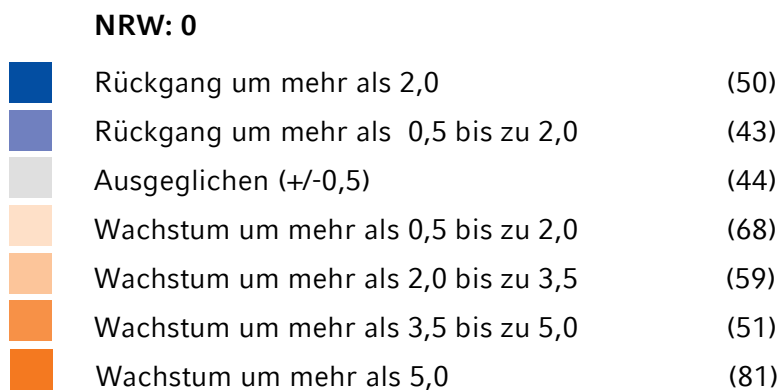 NRW: 0
Rückgang um mehr als 2,0 (50)
Rückgang um mehr als 0,5 bis zu 2,0 (43)
Ausgeglichen (+/-0,5) (44)
Wachstum um mehr als 0,5 bis zu 2,0 (68)
Wachstum um mehr als 2,0 bis zu 3,5 (59)
Wachstum um mehr als 3,5 bis zu 5,0 (51)
Wachstum um mehr als 5,0 (81)